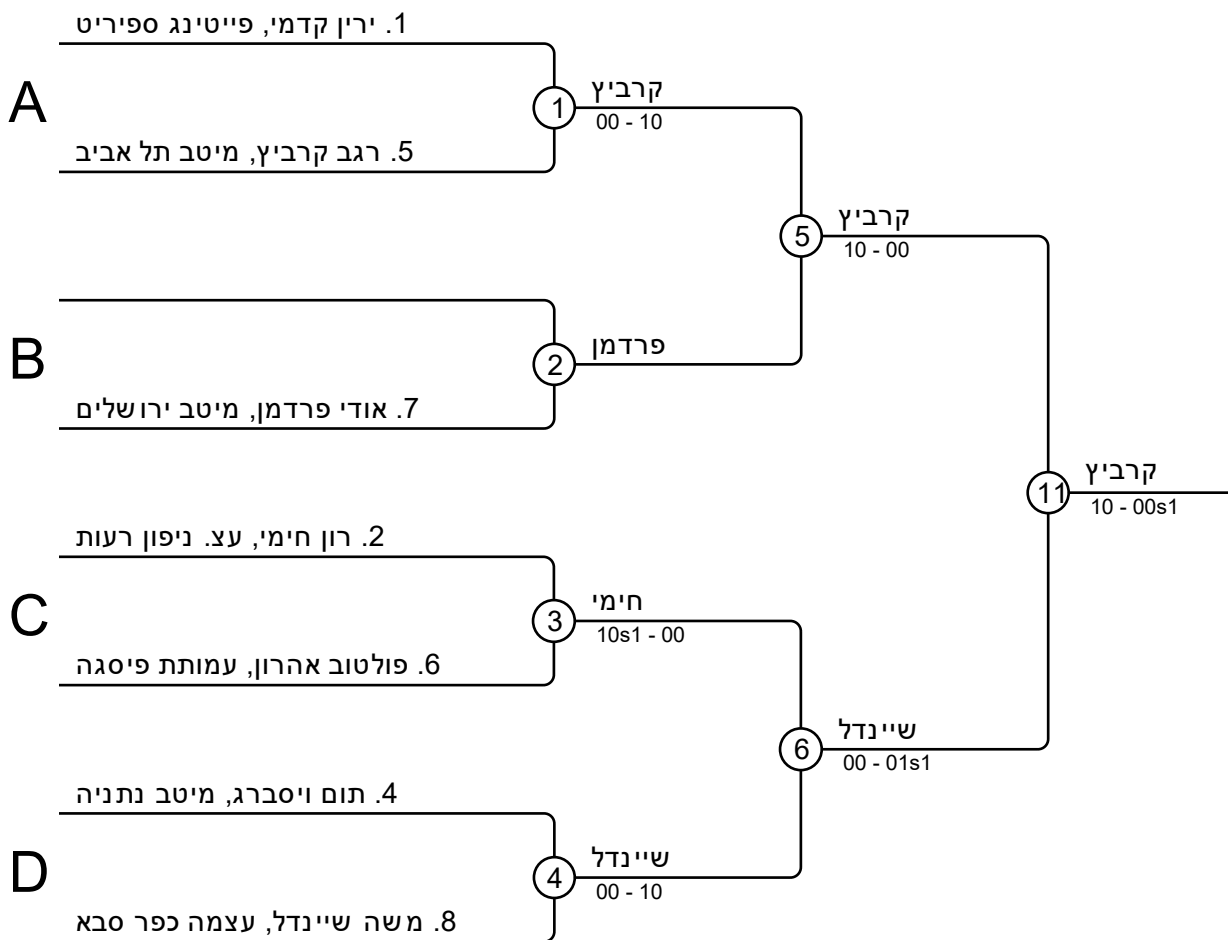 1. ירין קדמי, פייטינג ספיריט
A
1
קרביץ
00 - 10
5. רגב קרביץ, מיטב תל אביב
5
קרביץ
10 - 00
B
2
פרדמן
7. אודי פרדמן, מיטב ירושלים
11
קרביץ
10 - 00s1
2. רון חימי, עצ. ניפון רעות
C
3
חימי
10s1 - 00
6. פולטוב אהרון, עמותת פיסגה
6
שיינדל
00 - 01s1
4. תום ויסברג, מיטב נתניה
D
4
שיינדל
00 - 10
8. משה שיינדל, עצמה כפר סבא